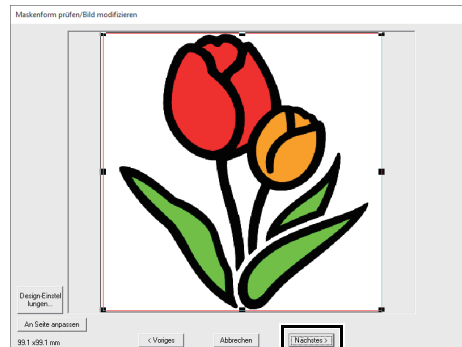 Maskenform prüfen/Bild modifizieren
Design-Einstel
lungen...
An Seite anpassen
99.1 x99.1 mm
< Voriges
Abbrechen
Nächstes >